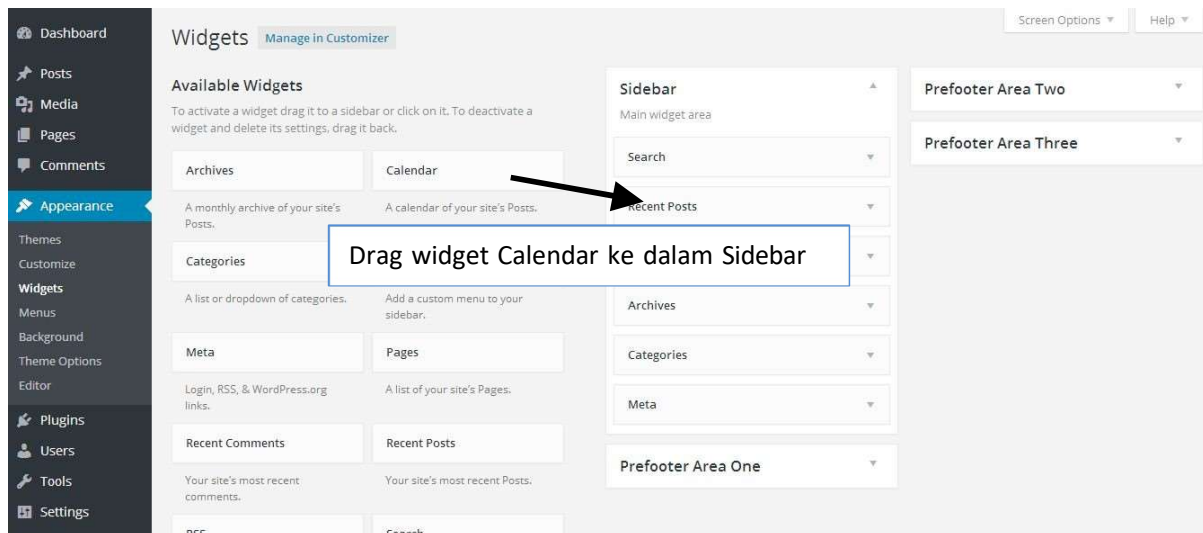 Dashboard
Posts
Media
Pages
Comments
Appearance
Themes
Customize
Widgets
Menus
Background
Theme Options
Editor
Plugins
Users
Tools
Settings
Screen Options
Help
Widgets
Manage in Customizer
Available Widgets
To activate a widget drag it to a sidebar or click on it. To deactivate a
widget and delete its settings, drag it back.
Archives
A monthly archive of your site's
Posts.
Calendar
A calendar of your site's Posts.
Categories
A list or dropdown of categories.
Add a custom menu to your
sidebar.
Meta
Login, RSS, & WordPress.org
links.
Pages
A list of your site's Pages.
Recent Comments
Your site's most recent
comments.
Recent Posts
Your site's most recent Posts.
Drag widget Calendar ke dalam Sidebar
Sidebar
Main widget area
Search
Recent Posts
Archives
Categories
Meta
Prefooter Area One
Prefooter Area Two
Prefooter Area Three